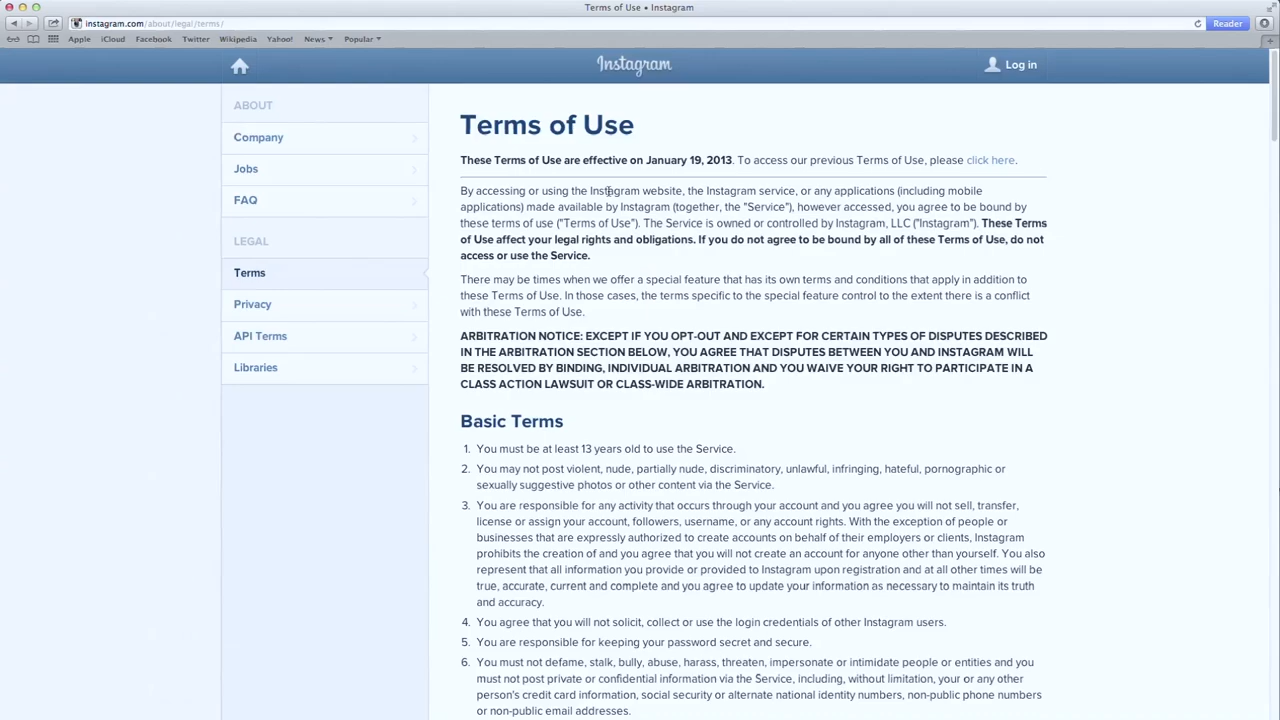 Terms of Use • Instagram
instagram.com/about/legal/terms/
Reader
Apple iCloud Facebook Twitter Wikipedia Yahoo! News Popular
Instagram
Log in
ABOUT
Company
Jobs
FAQ
LEGAL
Terms
Privacy
API Terms
Libraries
Terms of Use
These Terms of Use are effective on January 19, 2013. To access our previous Terms of Use, please click here.
By accessing or using the Instagram website, the Instagram service, or any applications (including mobile
applications) made available by Instagram (together, the "Service"), however accessed, you agree to be bound by
these terms of use ("Terms of Use"). The Service is owned or controlled by Instagram, LLC ("Instagram"). These Terms
of Use affect your legal rights and obligations. If you do not agree to be bound by all of these Terms of Use, do not
access or use the Service.
There may be times when we offer a special feature that has its own terms and conditions that apply in addition to
these Terms of Use. In those cases, the terms specific to the special feature control to the extent there is a conflict
with these Terms of Use.
ARBITRATION NOTICE: EXCEPT IF YOU OPT-OUT AND EXCEPT FOR CERTAIN TYPES OF DISPUTES DESCRIBED
IN THE ARBITRATION SECTION BELOW, YOU AGREE THAT DISPUTES BETWEEN YOU AND INSTAGRAM WILL
BE RESOLVED BY BINDING, INDIVIDUAL ARBITRATION AND YOU WAIVE YOUR RIGHT TO PARTICIPATE IN A
CLASS ACTION LAWSUIT OR CLASS-WIDE ARBITRATION.
Basic Terms
1. You must be at least 13 years old to use the Service.
2. You may not post violent, nude, partially nude, discriminatory, unlawful, infringing, hateful, pornographic or
sexually suggestive photos or other content via the Service.
3. You are responsible for any activity that occurs through your account and you agree you will not sell, transfer,
license or assign your account, followers, username, or any account rights. With the exception of people or
businesses that are expressly authorized to create accounts on behalf of their employers or clients, Instagram
prohibits the creation of and you agree that you will not create an account for anyone other than yourself. You also
represent that all information you provide or provided to Instagram upon registration and at all other times will be
true, accurate, current and complete and you agree to update your information as necessary to maintain its truth
and accuracy.
4. You agree that you will not solicit, collect or use the login credentials of other Instagram users.
5. You are responsible for keeping your password secret and secure.
6. You must not defame, stalk, bully, abuse, harass, threaten, impersonate or intimidate people or entities and you
must not post private or confidential information via the Service, including, without limitation, your or any other
person's credit card information, social security or alternate national identity numbers, non-public phone numbers
or non-public email addresses.